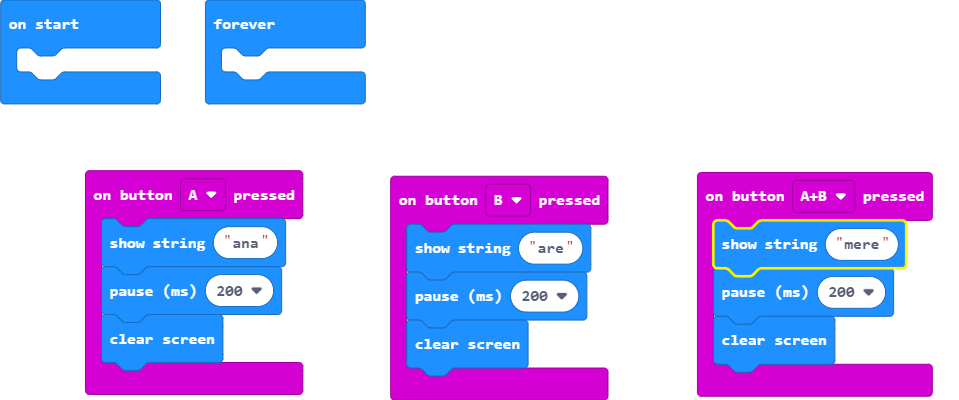 on start
forever
on button A pressed
show string "ana"
pause (ms) 200
clear screen
on button B pressed
show string "are"
pause (ms) 200
clear screen
on button A+B pressed
show string "mere"
pause (ms) 200
clear screen